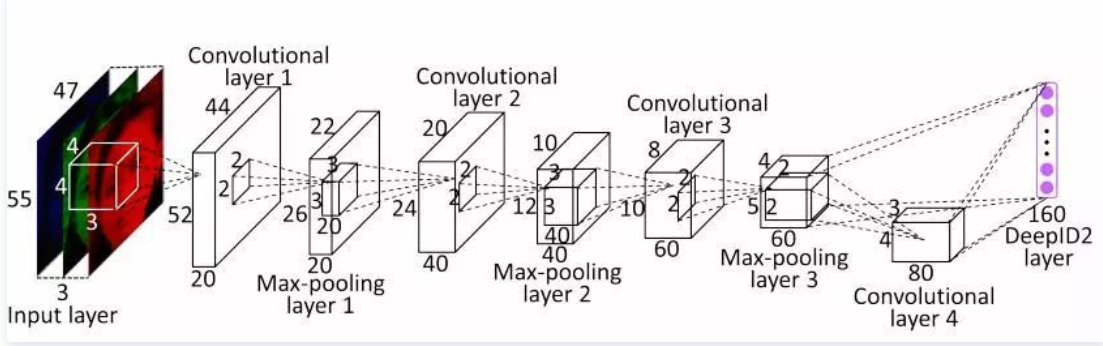 Convolutional
layer 1
47
44
4
4
3
55
3
Input layer
52
20
2
2
22
3
3
20
26
20
Max-pooling
layer 1
Convolutional
layer 2
20
2
2
24
40
10
3
3
40
12
40
Max-pooling
layer 2
Convolutional
layer 3
8
2
2
10
60
4
2
2
5
60
Max-pooling
layer 3
3
4
80
Convolutional
layer 4
160
DeepID2
layer